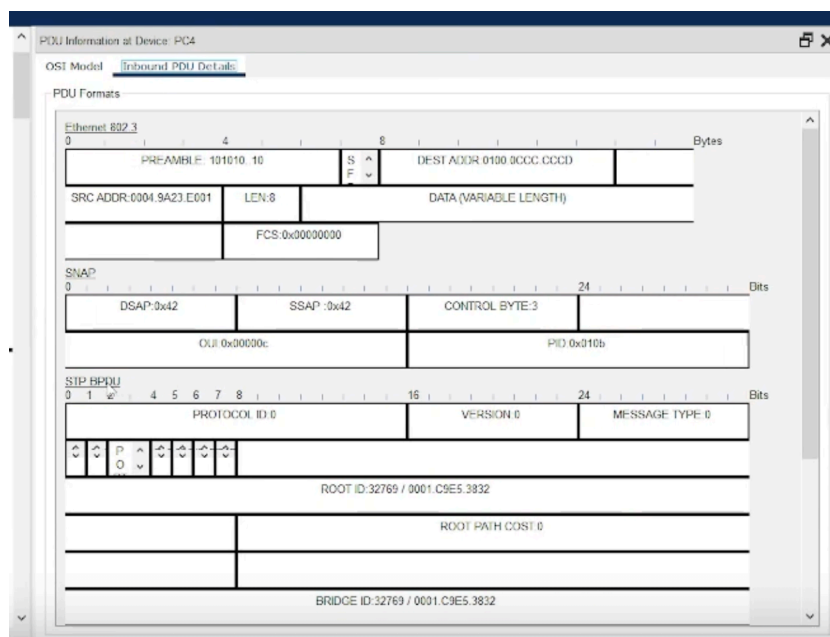 PDU Information at Device: PC4
OSI Model Inbound PDU Details
PDU Formats
Ethernet 802.3
0 4 8 Bytes
PREAMBLE: 101010..10 S F DEST ADDR:0100.0CCC.CCCD
SRC ADDR:0004.9A23.E001 LEN:8 DATA (VARIABLE LENGTH)
FCS:0x00000000
SNAP
0 24 Bits
DSAP:0x42 SSAP :0x42 CONTROL BYTE:3
OUI:0x00000c PID:0x010b
STP BPDU
0 1 4 5 6 7 8 16 24 Bits
PROTOCOL ID:0 VERSION:0 MESSAGE TYPE:0
P
O
ROOT ID:32769 / 0001.C9E5.3832
ROOT PATH COST:0
BRIDGE ID:32769 / 0001.C9E5.3832